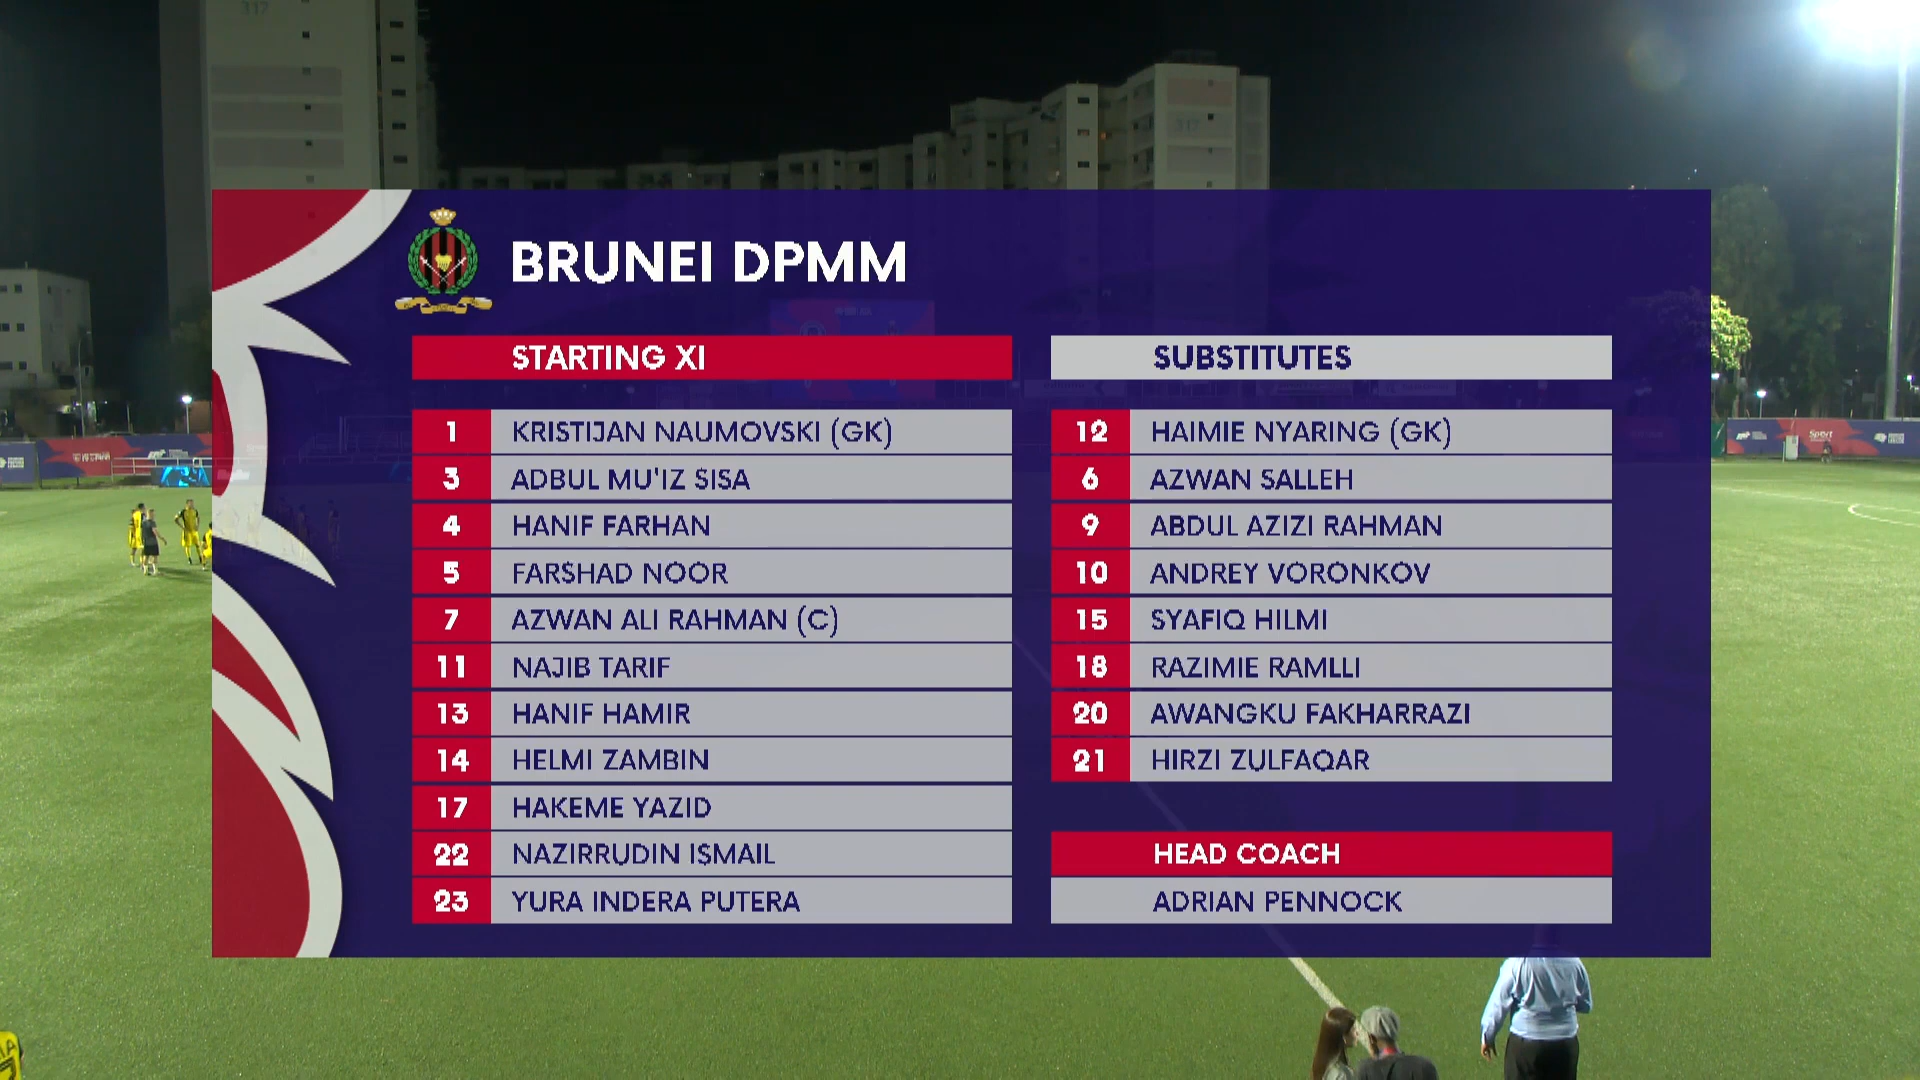 317
317
BRUNEI DPMM
STARTING XI
1 KRISTIJAN NAUMOVSKI (GK)
3 ADBUL MU'IZ SISA
4 HANIF FARHAN
5 FARSHAD NOOR
7 AZWAN ALI RAHMAN (C)
11 NAJIB TARIF
13 HANIF HAMIR
14 HELMI ZAMBIN
17 HAKEME YAZID
22 NAZIRRUDIN ISMAIL
23 YURA INDERA PUTERA
SUBSTITUTES
12 HAIMIE NYARING (GK)
6 AZWAN SALLEH
9 ABDUL AZIZI RAHMAN
10 ANDREY VORONKOV
15 SYAFIQ HILMI
18 RAZIMIE RAMLLI
20 AWANGKU FAKHARRAZI
21 HIRZI ZULFAQAR
HEAD COACH
ADRIAN PENNOCK
Sport